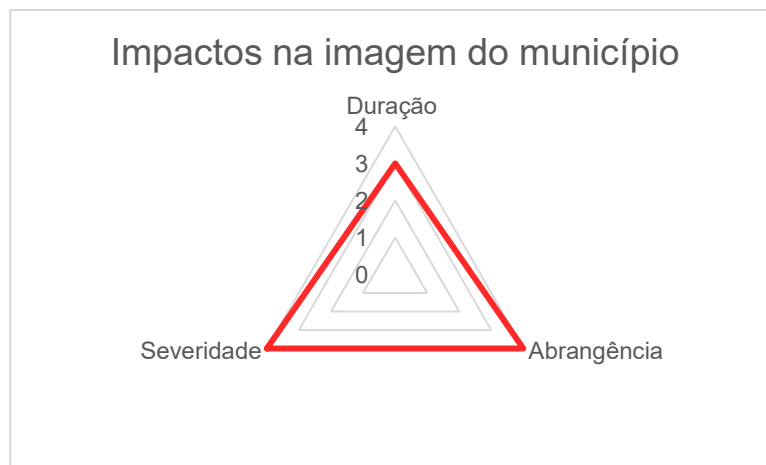 Impactos na imagem do município
Duração
4
3
2
1
0
Severidade
Abrangência